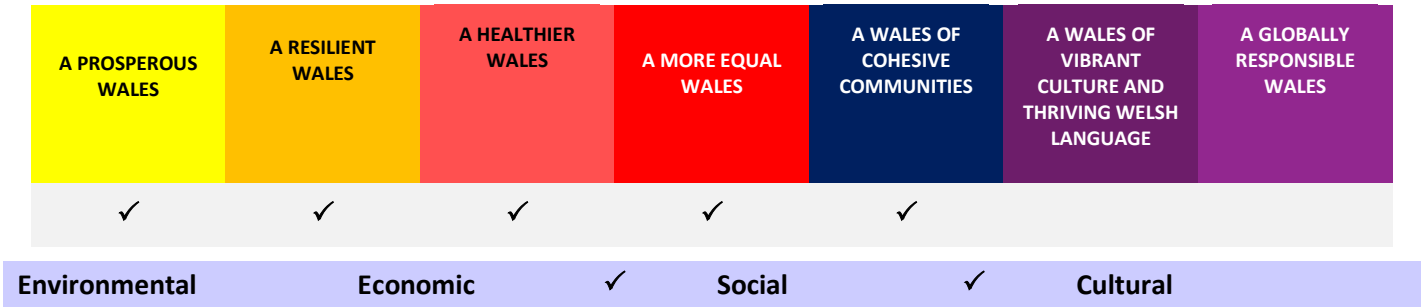 A PROSPEROUS
WALES
A RESILIENT
WALES
A HEALTHIER
WALES
A MORE EQUAL
WALES
A WALES OF
COHESIVE
COMMUNITIES
A WALES OF
VIBRANT
CULTURE AND
THRIVING WELSH
LANGUAGE
A GLOBALLY
RESPONSIBLE
WALES
✓ ✓ ✓ ✓ ✓
Environmental Economic ✓ Social ✓ Cultural